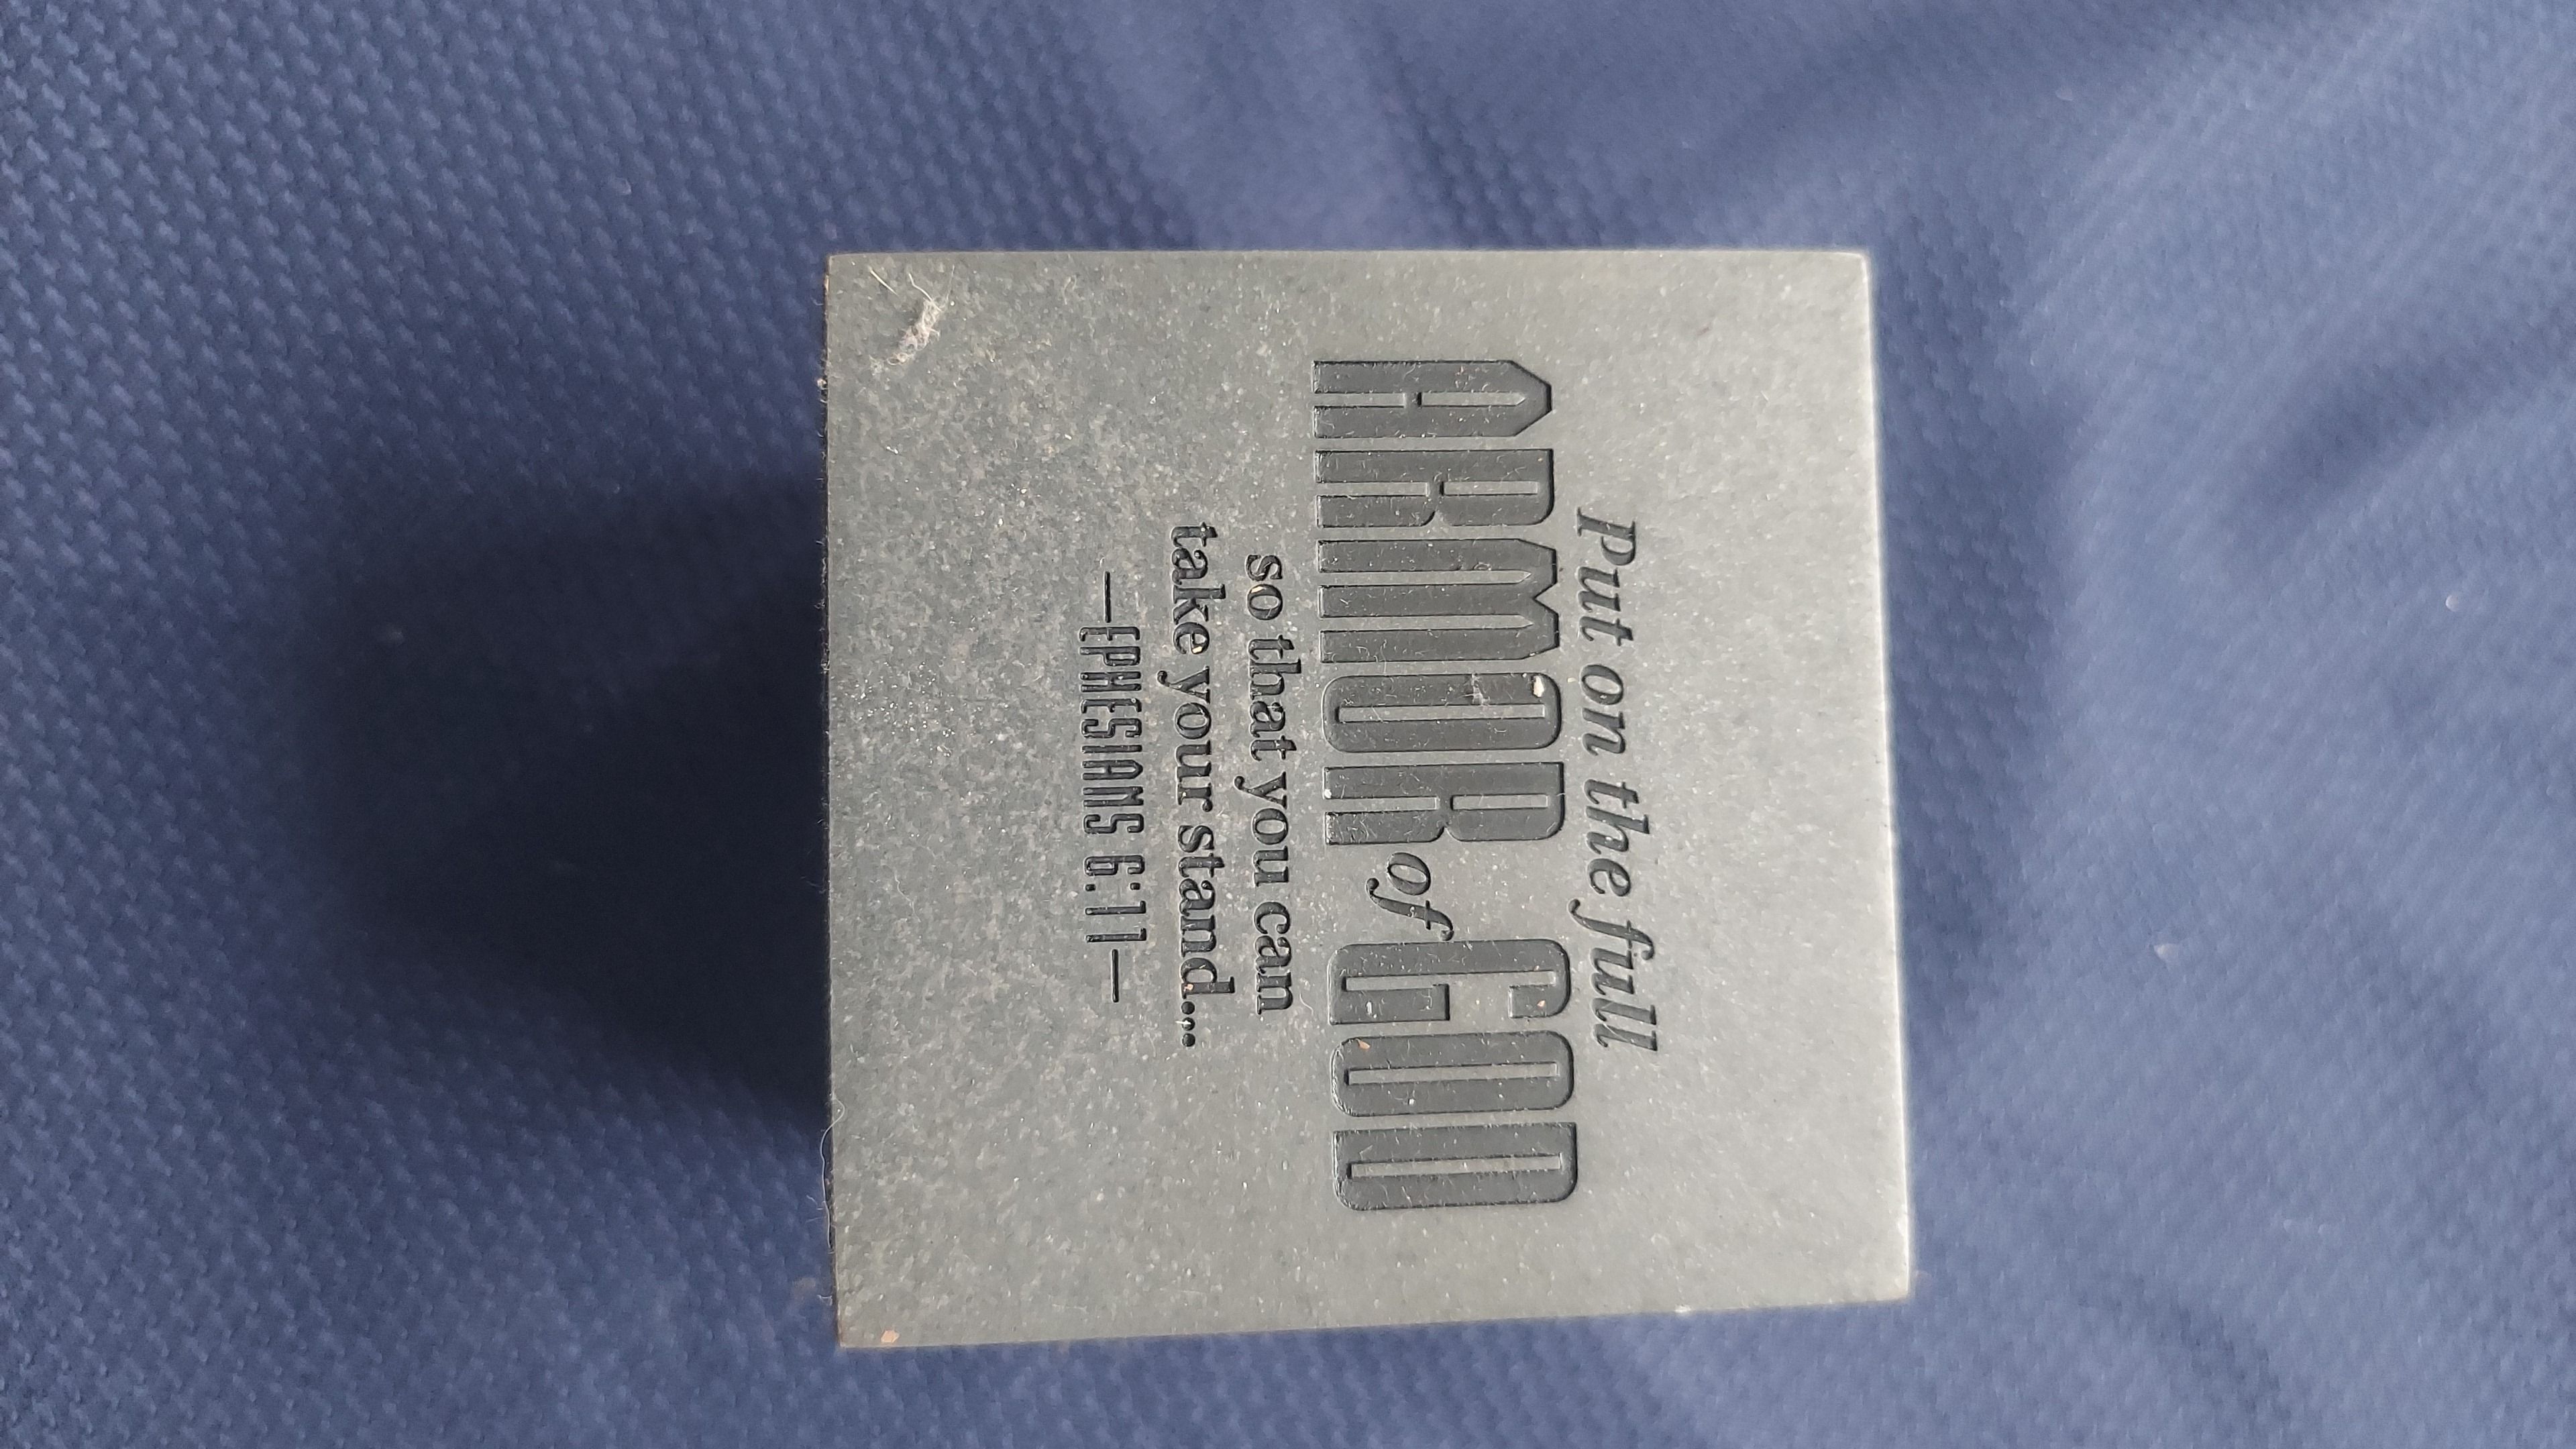 Put on the full
ARMOR of GOD
so that you can
take your stand...
—EPHESIANS 6:11—